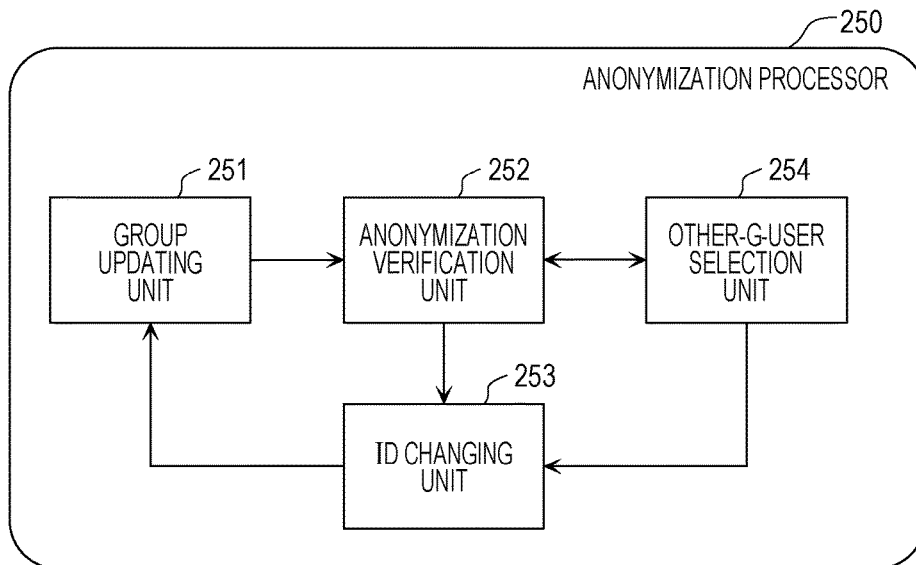 250
ANONYMIZATION PROCESSOR
251
GROUP
UPDATING
UNIT
252
ANONYMIZATION
VERIFICATION
UNIT
254
OTHER-G-USER
SELECTION
UNIT
253
ID CHANGING
UNIT